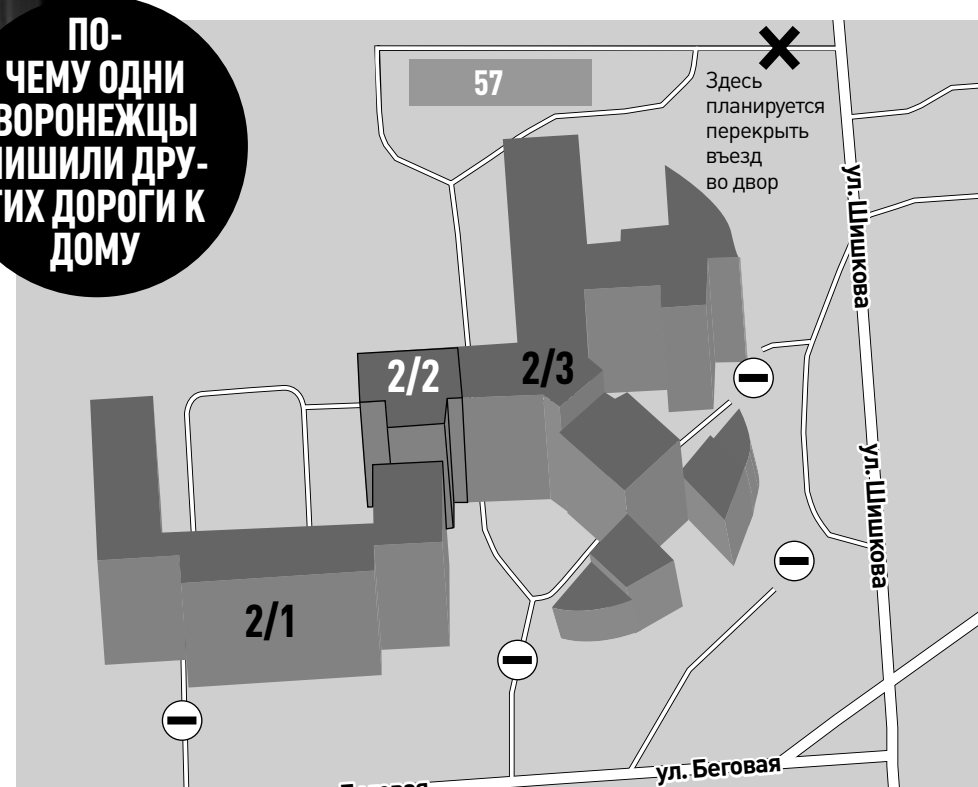 ПО-
ЧЕМУ ОДНИ
ВОРОНЕЖЦЫ
ЛИШИЛИ ДРУ-
ГИХ ДОРОГИ К
ДОМУ
57
Здесь
планируется
перекрыть
въезд
во двор
ул. Шишкова
2/2
2/3
ул. Шишкова
2/1
ул. Беговая